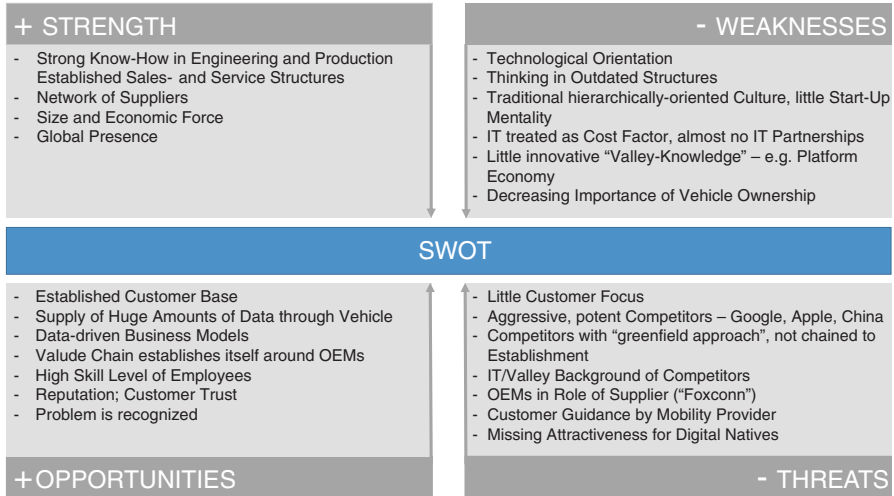 + STRENGTH
- Strong Know-How in Engineering and Production
Established Sales- and Service Structures
- Network of Suppliers
- Size and Economic Force
- Global Presence
- WEAKNESSES
- Technological Orientation
- Thinking in Outdated Structures
- Traditional hierarchically-oriented Culture, little Start-Up
Mentality
- IT treated as Cost Factor, almost no IT Partnerships
- Little innovative “Valley-Knowledge” – e.g. Platform
Economy
- Decreasing Importance of Vehicle Ownership
SWOT
- Established Customer Base
- Supply of Huge Amounts of Data through Vehicle
- Data-driven Business Models
- Valude Chain establishes itself around OEMs
- High Skill Level of Employees
- Reputation; Customer Trust
- Problem is recognized
+OPPORTUNITIES
- Little Customer Focus
- Aggressive, potent Competitors – Google, Apple, China
- Competitors with “greenfield approach”, not chained to
Establishment
- IT/Valley Background of Competitors
- OEMs in Role of Supplier (“Foxconn”)
- Customer Guidance by Mobility Provider
- Missing Attractiveness for Digital Natives
- THREATS